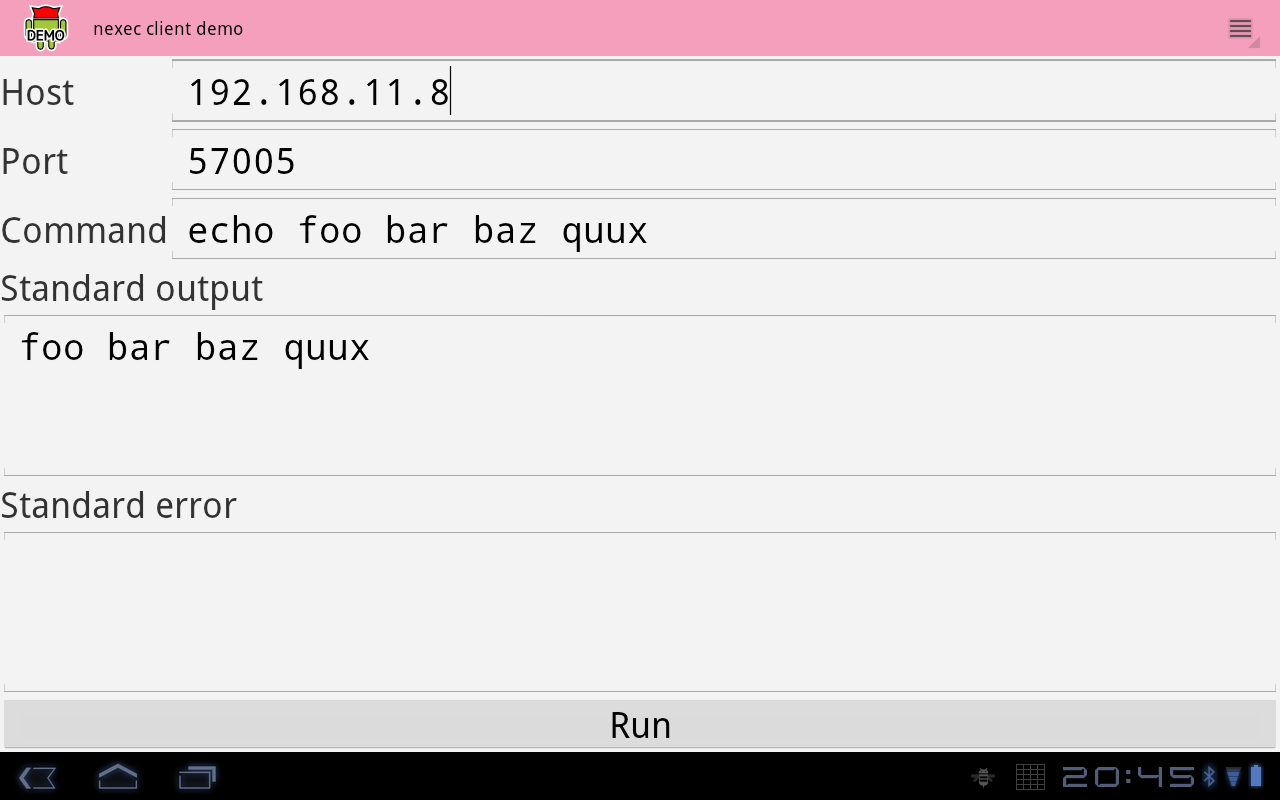 DEMO nexec client demo
Host 192.168.11.8
Port 57005
Command echo foo bar baz quux
Standard output
foo bar baz quux
Standard error
Run
20:45